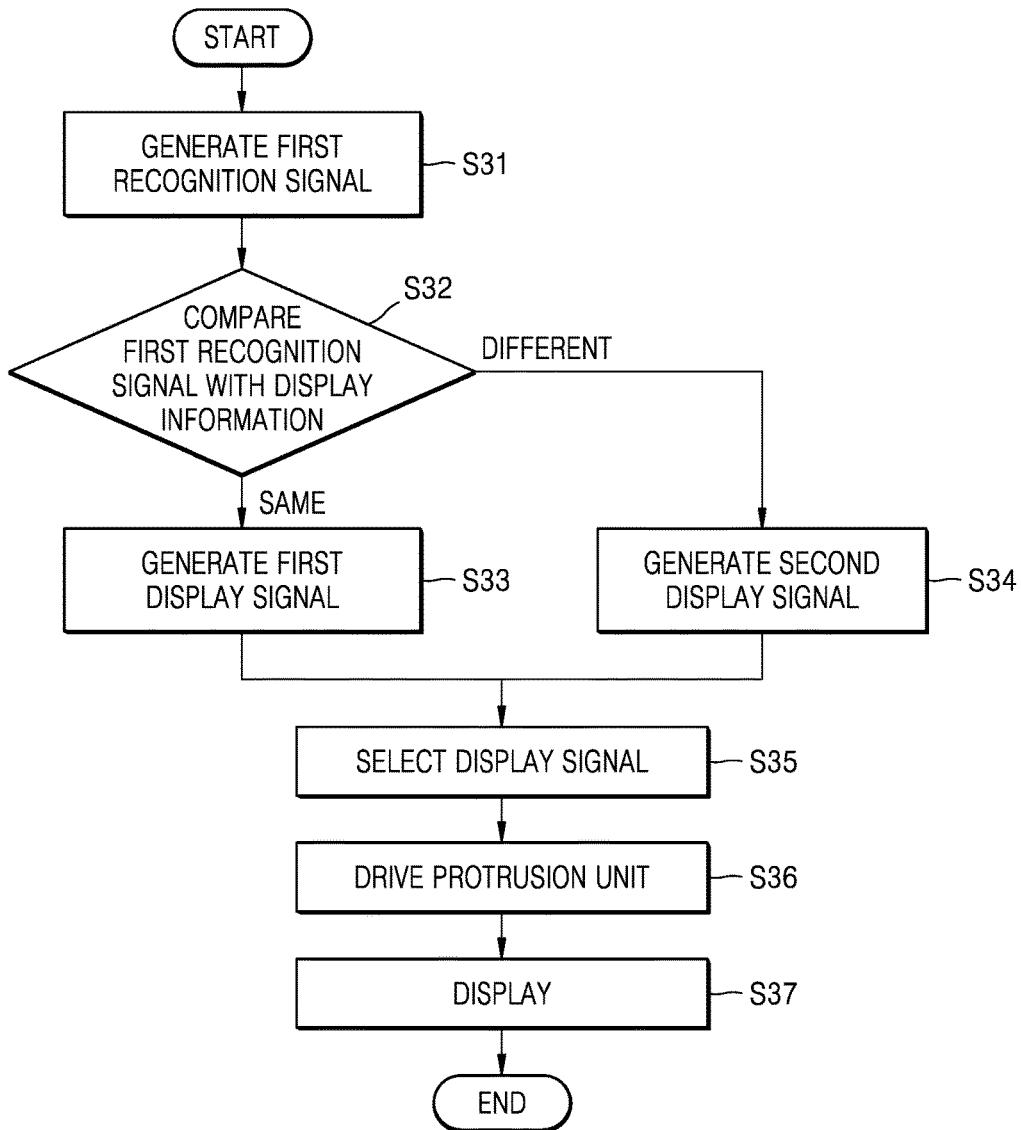 START
GENERATE FIRST
RECOGNITION SIGNAL
S31
S32
COMPARE
FIRST RECOGNITION
SIGNAL WITH DISPLAY
INFORMATION
DIFFERENT
SAME
GENERATE FIRST
DISPLAY SIGNAL
S33
GENERATE SECOND
DISPLAY SIGNAL
S34
SELECT DISPLAY SIGNAL
S35
DRIVE PROTRUSION UNIT
S36
DISPLAY
S37
END